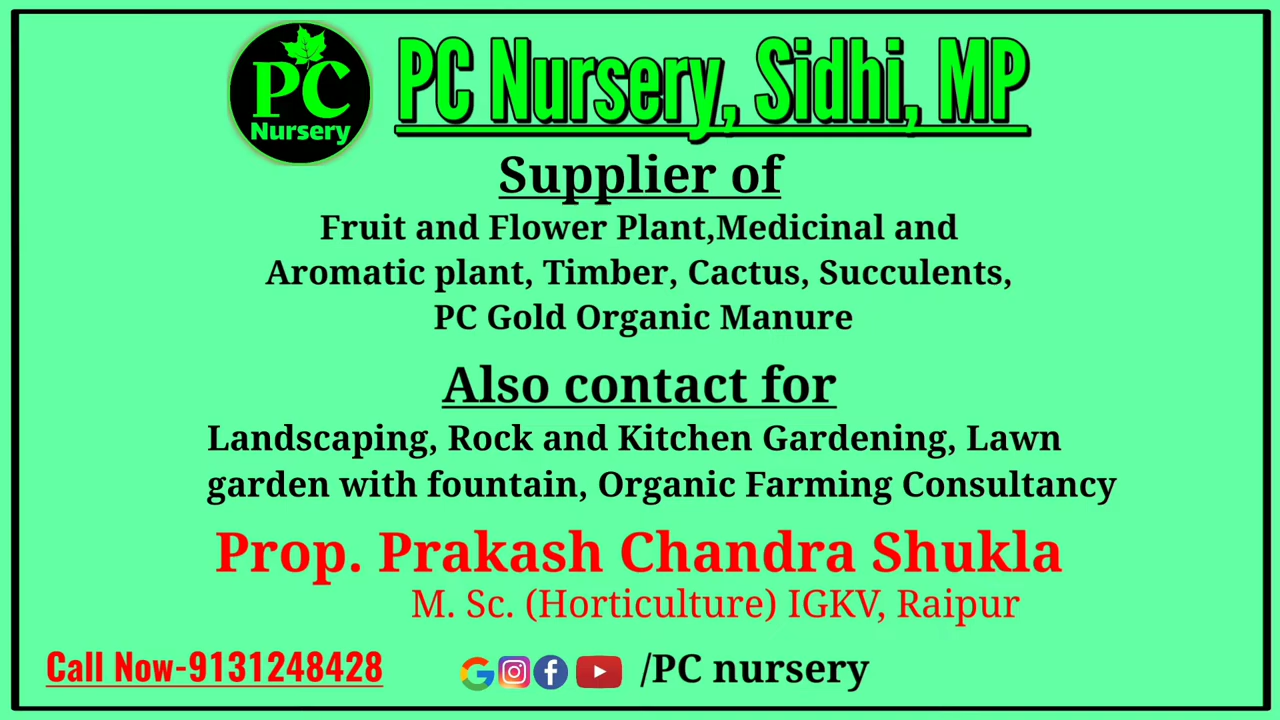 PC
Nursery
PC Nursery, Sidhi, MP
Supplier of
Fruit and Flower Plant,Medicinal and
Aromatic plant, Timber, Cactus, Succulents,
PC Gold Organic Manure
Also contact for
Landscaping, Rock and Kitchen Gardening, Lawn
garden with fountain, Organic Farming Consultancy
Prop. Prakash Chandra Shukla
M. Sc. (Horticulture) IGKV, Raipur
Call Now-9131248428
/PC nursery